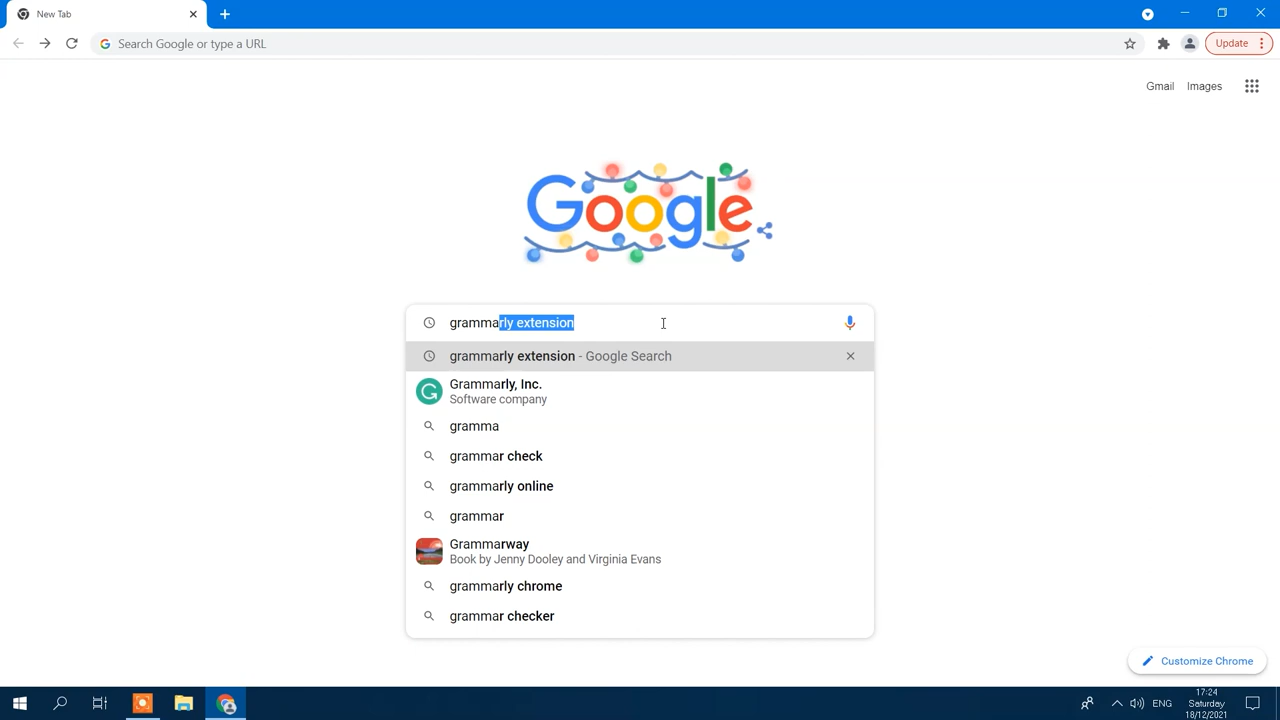 New Tab
Search Google or type a URL
Update
Gmail Images
Google
grammarly extension
grammarly extension - Google Search
Grammarly, Inc.
Software company
gramma
grammar check
grammarly online
grammar
Grammarway
Book by Jenny Dooley and Virginia Evans
grammarly chrome
grammar checker
Customize Chrome
ENG
17:24
Saturday
18/12/2021